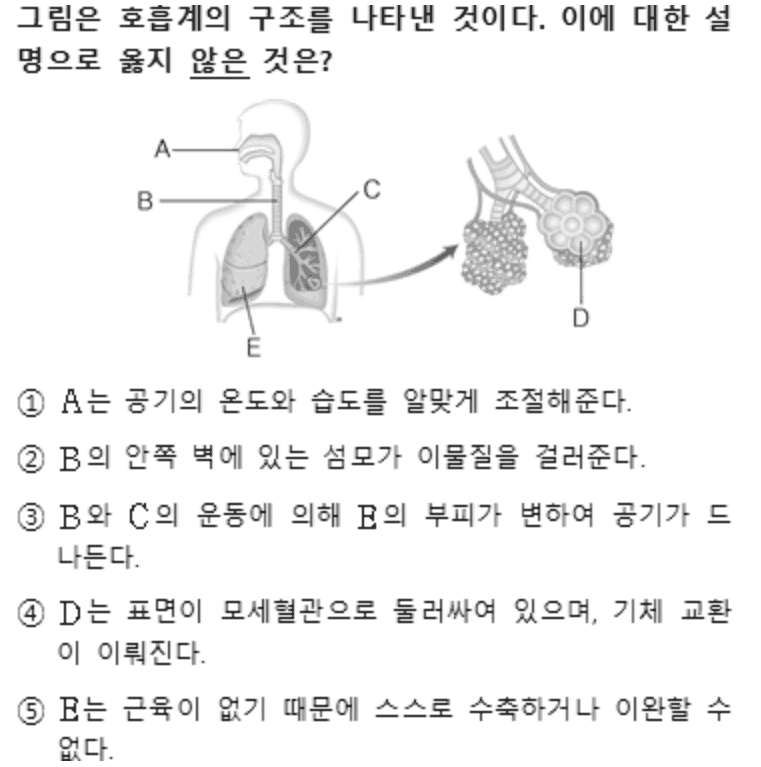 그림은 호흡계의 구조를 나타낸 것이다. 이에 대한 설
명으로 옳지 않은 것은?
A
B
C
D
E
① A는 공기의 온도와 습도를 알맞게 조절해준다.
② B의 안쪽 벽에 있는 섬모가 이물질을 걸러준다.
③ B와 C의 운동에 의해 E의 부피가 변하여 공기가 드
나든다.
④ D는 표면이 모세혈관으로 둘러싸여 있으며, 기체 교환
이 이뤄진다.
⑤ E는 근육이 없기 때문에 스스로 수축하거나 이완할 수
없다.